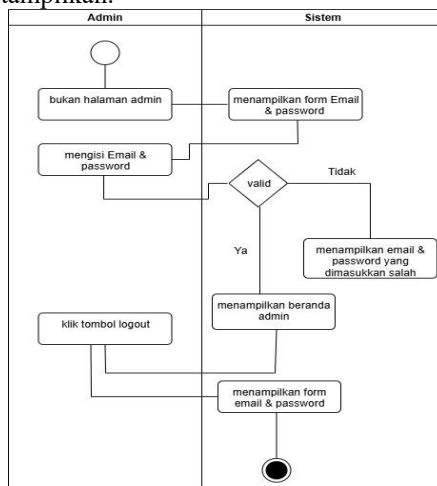 tampilkan.
Admin
Sistem
bukan halaman admin
menampilkan form Email
& password
mengisi Email &
password
valid
Tidak
Ya
menampilkan email &
password yang
dimasukkan salah
menampilkan beranda
admin
klik tombol logout
menampilkan form
email & password